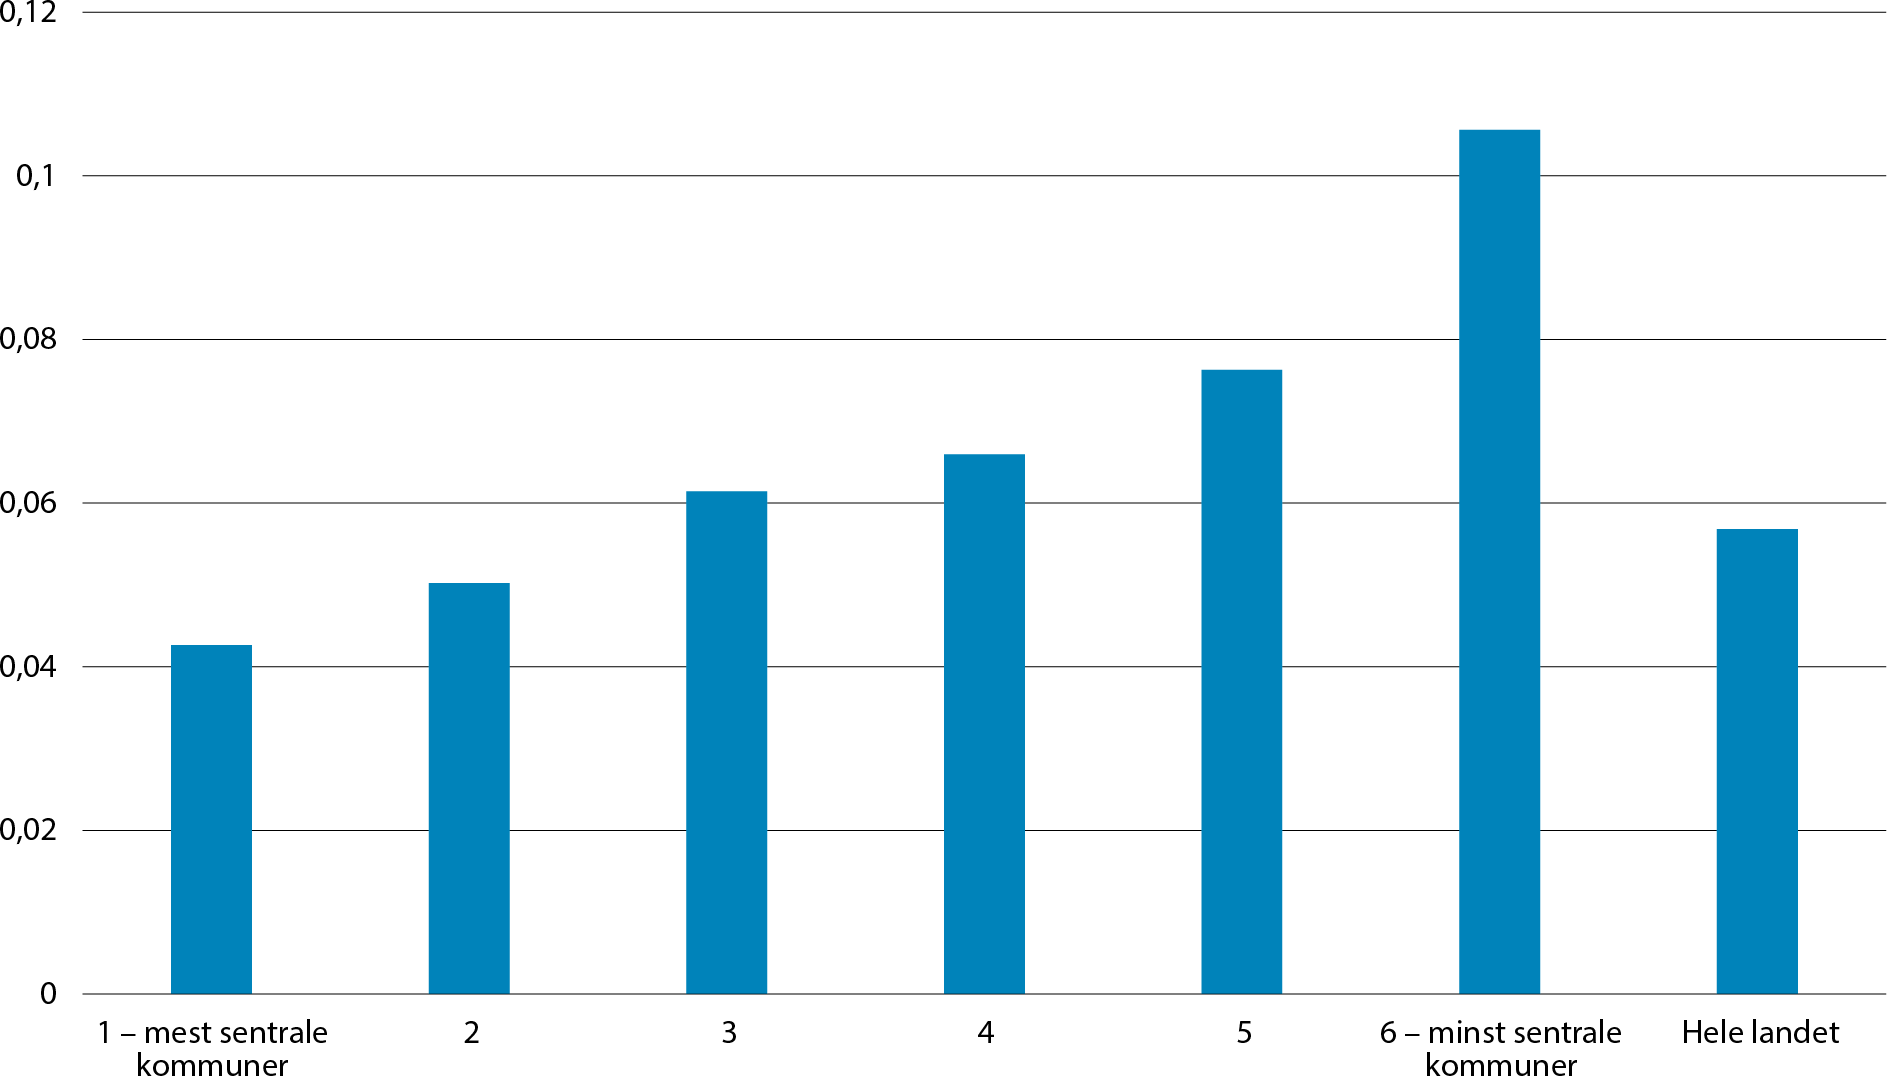 0,12
0,1
0,08
0,06
0,04
0,02
0
1 – mest sentrale
kommuner
2
3
4
5
6 – minst sentrale
kommuner
Hele landet